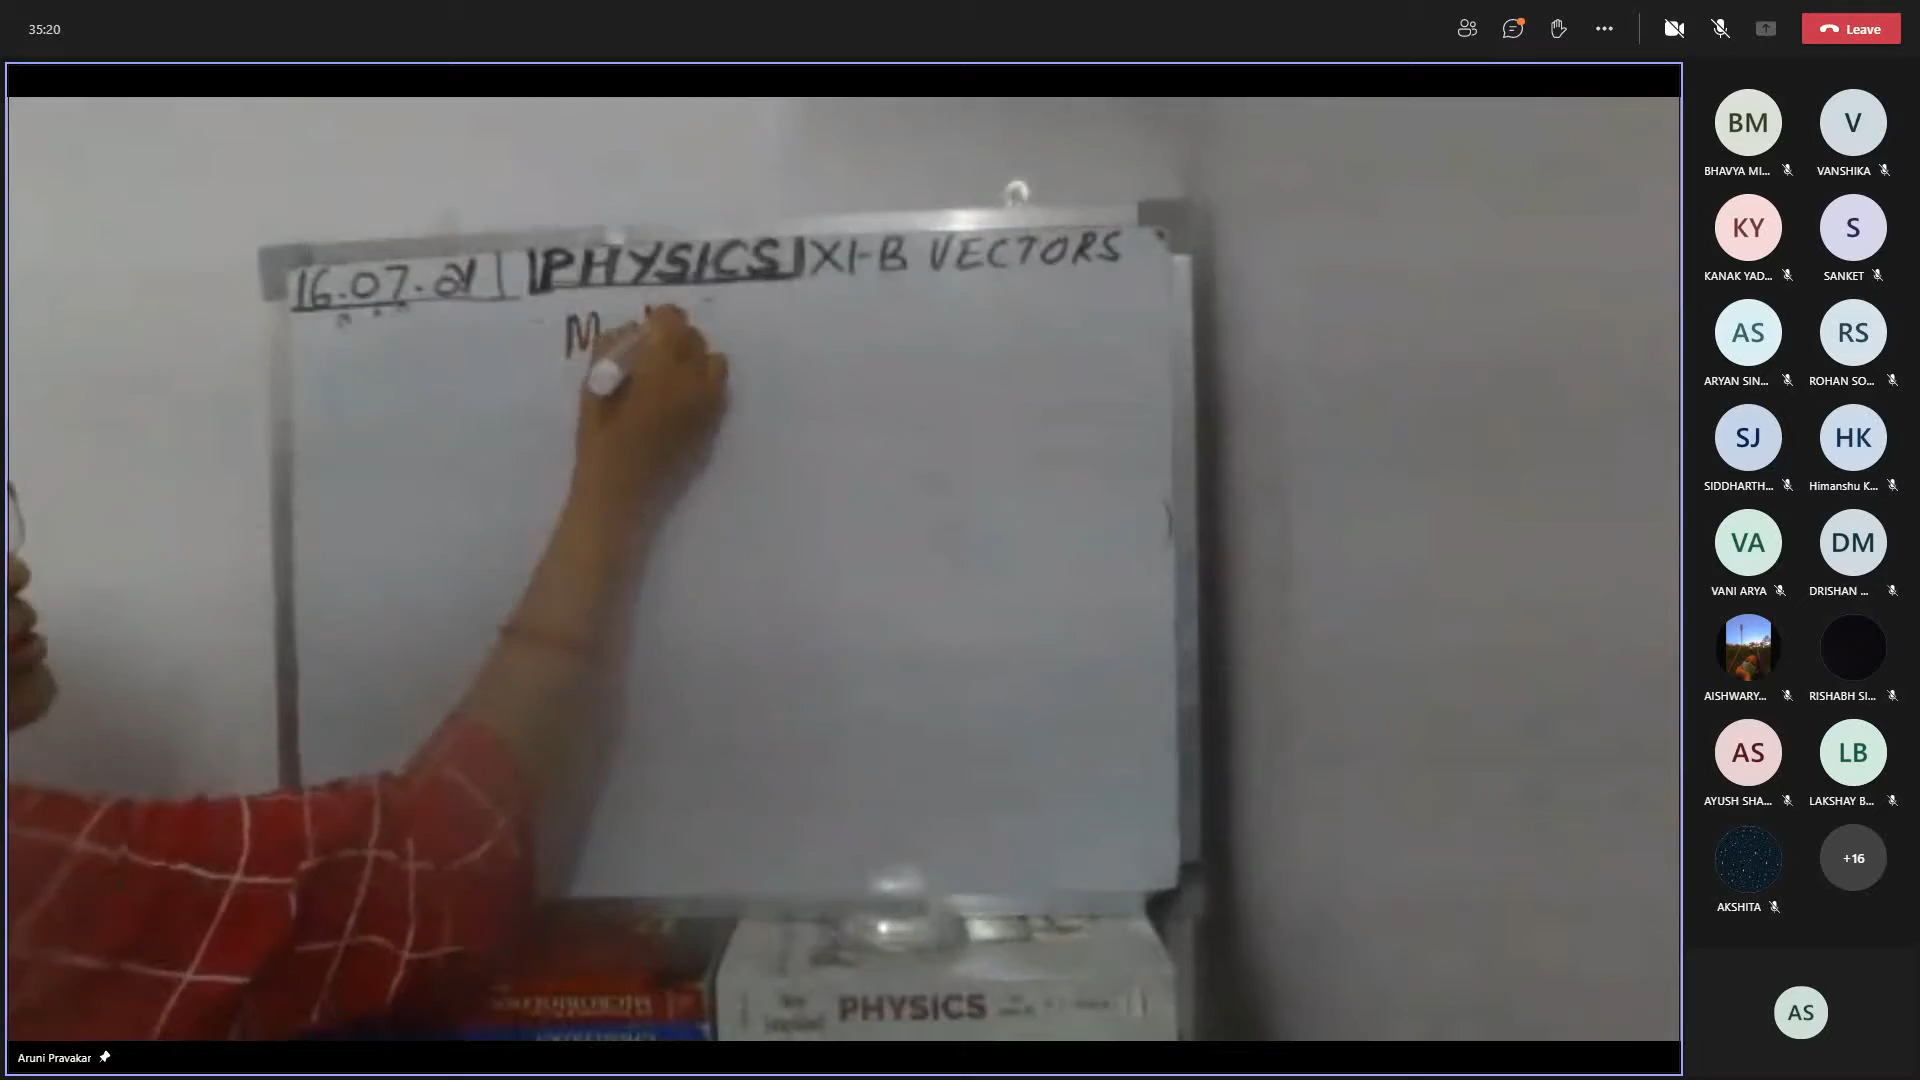 35:20
Leave
16.07.21 PHYSICS XI-B VECTORS
M
PHYSICS
Aruni Pravakar
BM
BHAVYA MI...
V
VANSHIKA
KY
KANAK YAD...
S
SANKET
AS
ARYAN SIN...
RS
ROHAN SO...
SJ
SIDDHARTH...
HK
Himanshu K...
VA
VANI ARYA
DM
DRISHAN ...
AISHWARY...
RISHABH SI...
AS
AYUSH SHA...
LB
LAKSHAY B...
AKSHITA
+16
AS